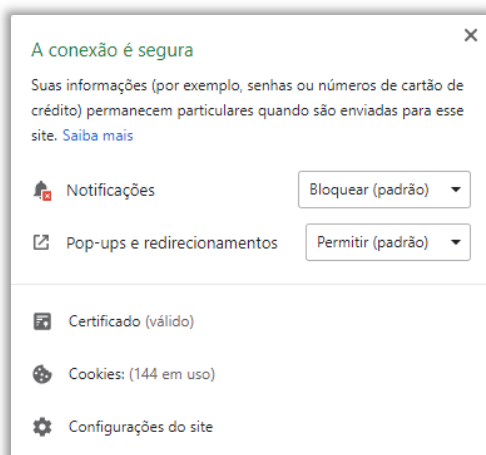 A conexão é segura
Suas informações (por exemplo, senhas ou números de cartão de
crédito) permanecem particulares quando são enviadas para esse
site. Saiba mais
Notificações Bloquear (padrão)
Pop-ups e redirecionamentos Permitir (padrão)
Certificado (válido)
Cookies: (144 em uso)
Configurações do site